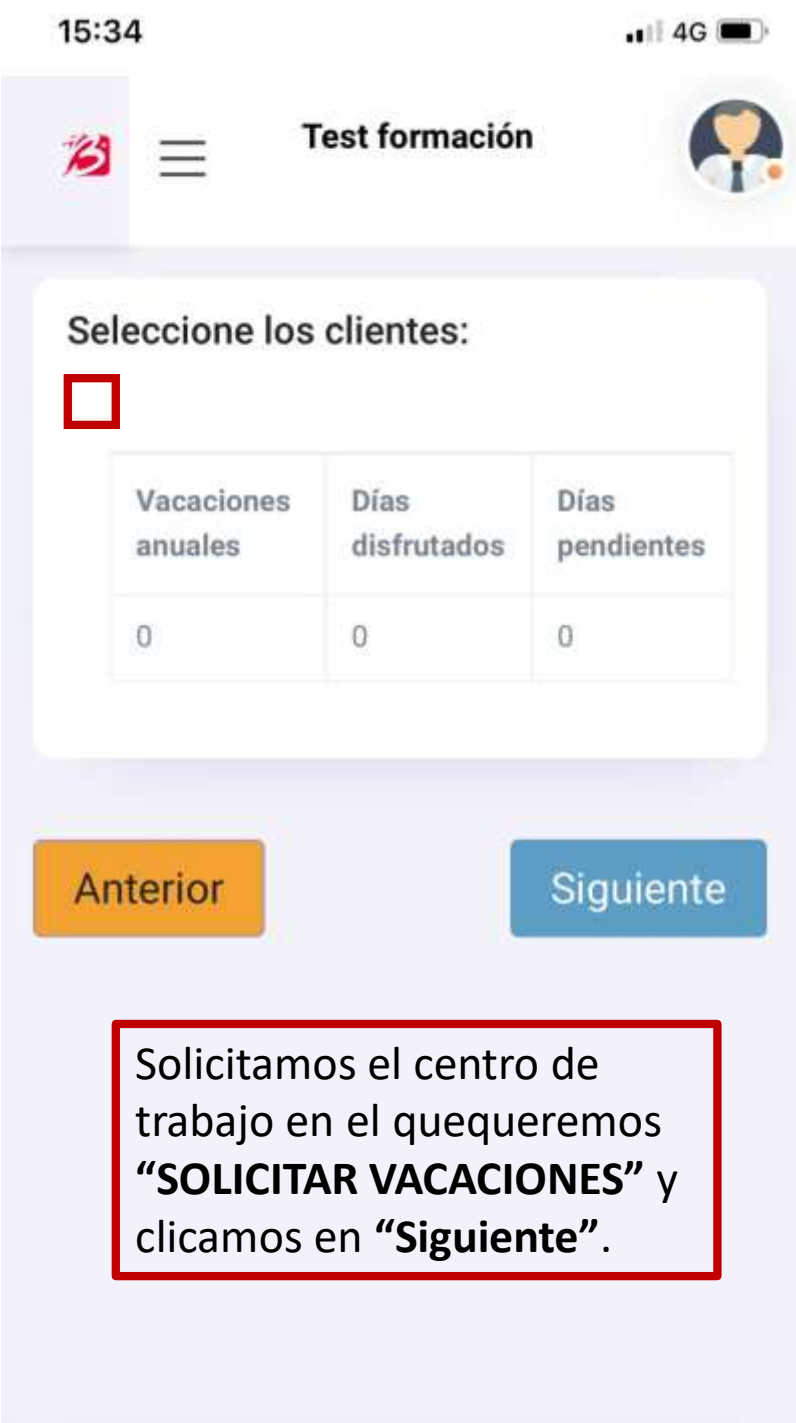 15:34
4G
Test formación
Seleccione los clientes:
Vacaciones anuales Días disfrutados Días pendientes
0 0 0
Anterior Siguiente
Solicitamos el centro de
trabajo en el quequeremos
“SOLICITAR VACACIONES” y
clicamos en “Siguiente”.